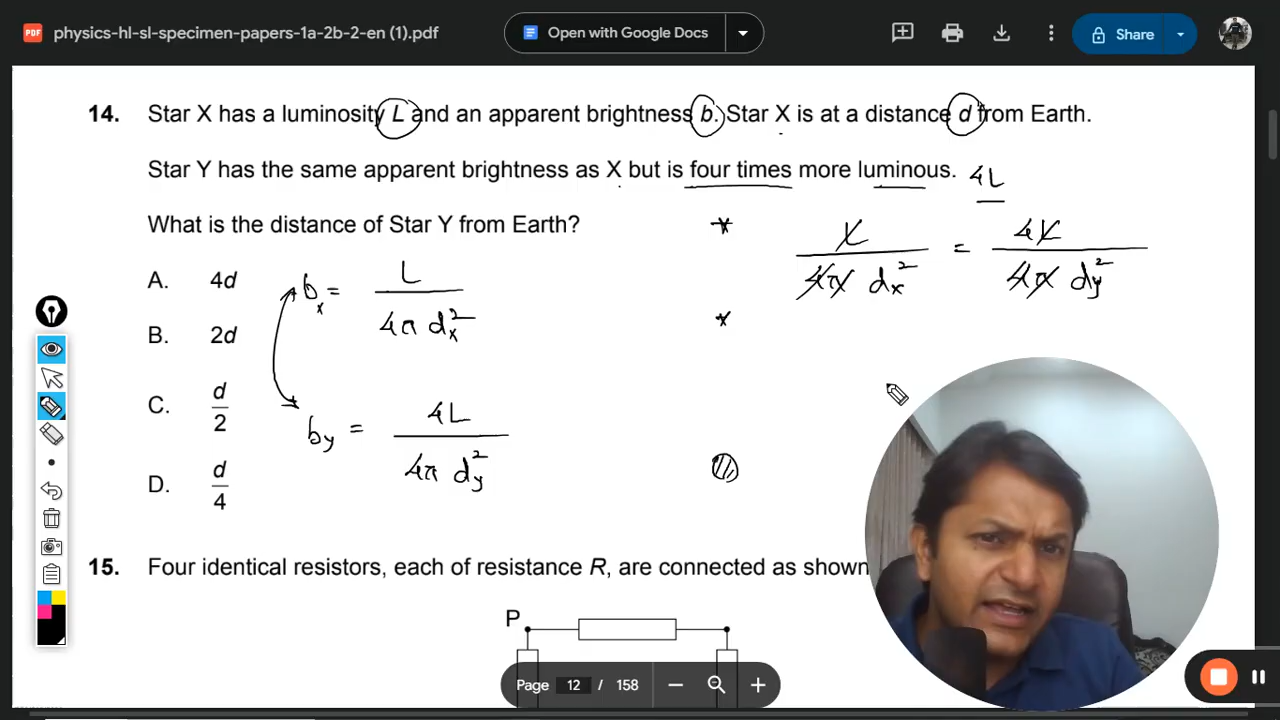 PDF physics-hl-sl-specimen-papers-1a-2b-2-en (1).pdf Open with Google Docs Share
14. Star X has a luminosity L and an apparent brightness b. Star X is at a distance d from Earth.
Star Y has the same apparent brightness as X but is four times more luminous. 4L
What is the distance of Star Y from Earth?
A. 4d
B. 2d
C. d/2
D. d/4
b_x = L / 4π d_x²
b_y = 4L / 4π d_y²
L / 4π d_x² = 4L / 4π d_y²
15. Four identical resistors, each of resistance R, are connected as shown
P
Page 12 / 158